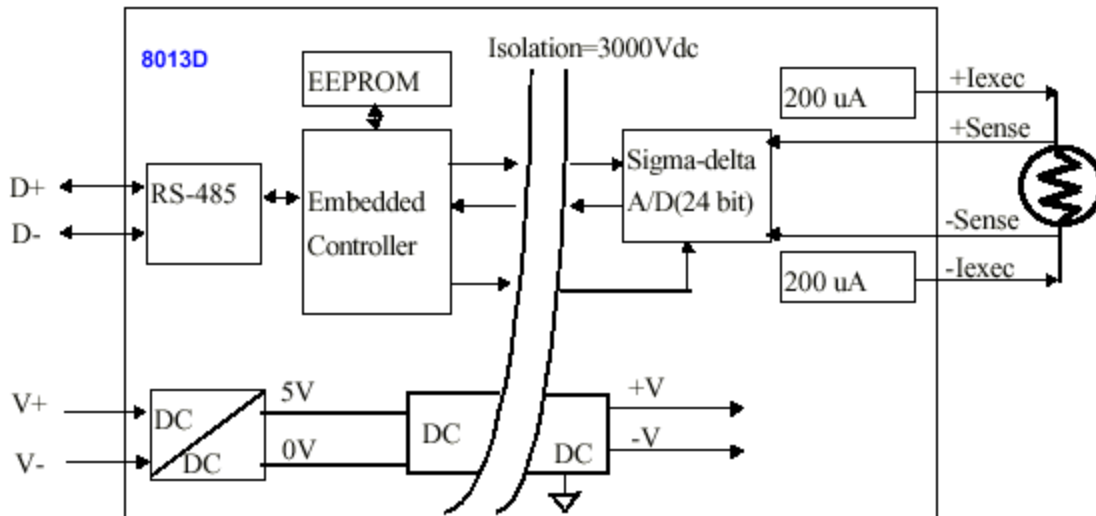 8013D
Isolation=3000Vdc
EEPROM
200 uA
+Iexec
+Sense
Sigma-delta
A/D(24 bit)
D+
D-
RS-485
Embedded
Controller
-Sense
200 uA
-Iexec
V+
V-
DC
DC
5V
0V
DC
DC
+V
-V